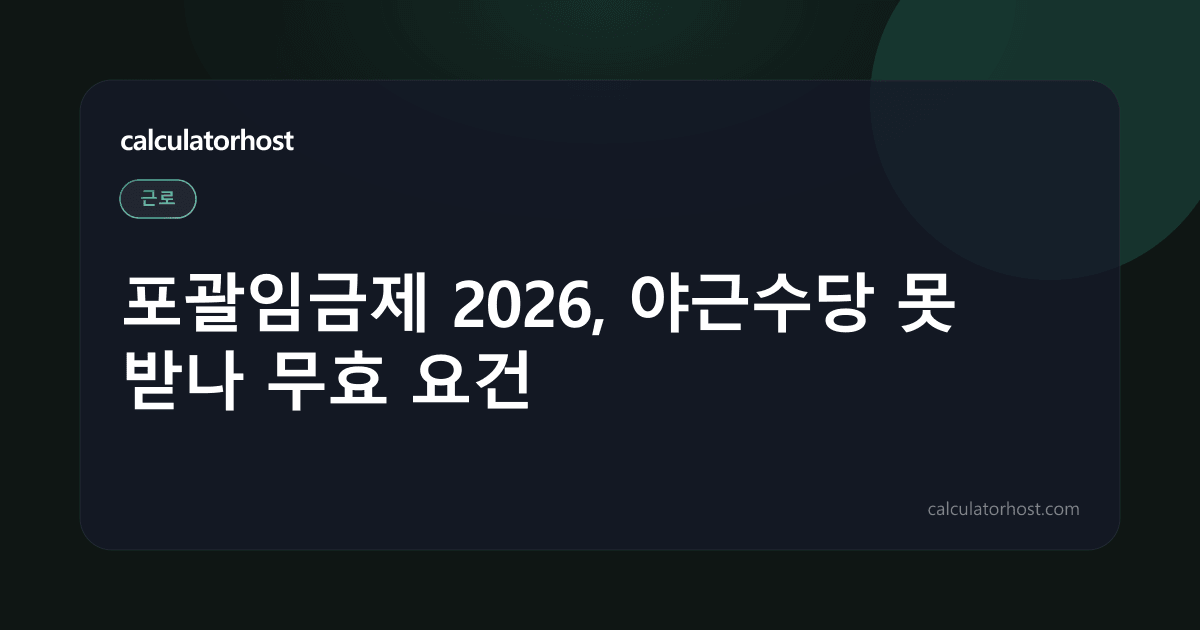 calculatorhost
근로
포괄임금제 2026, 야근수당 못
받나 무효 요건
calculatorhost.com